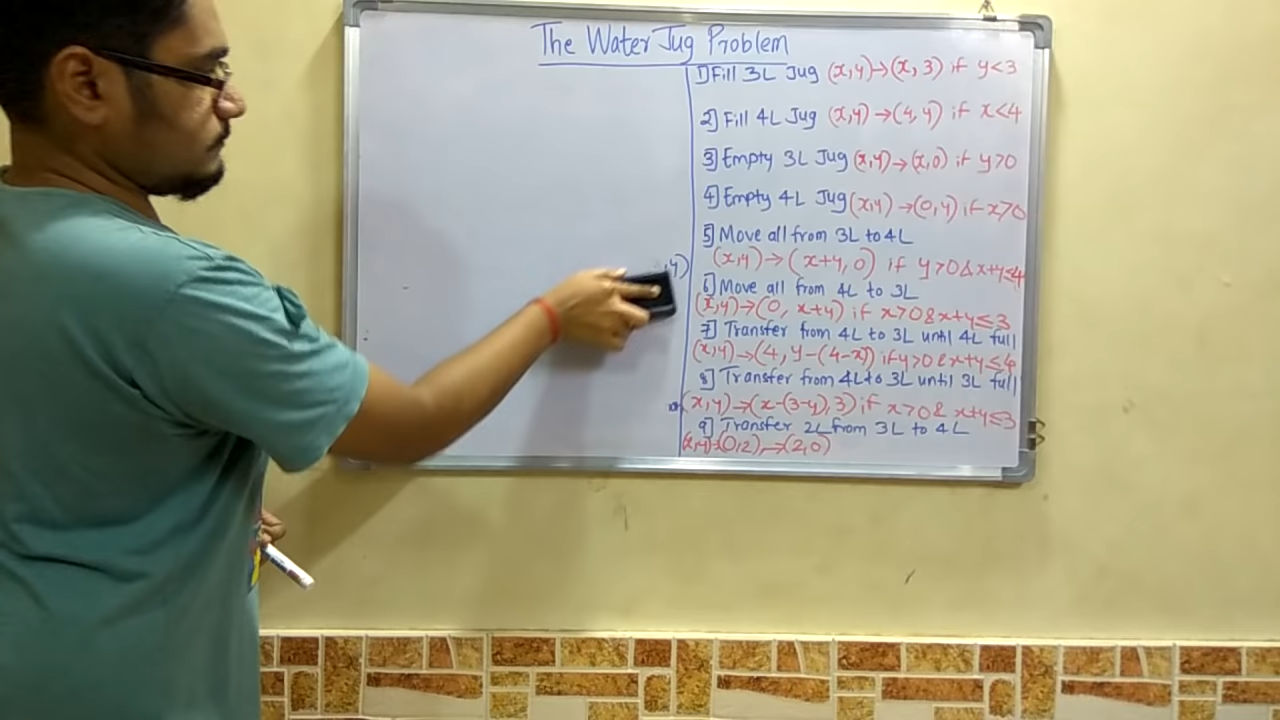 The Water Jug Problem
1] Fill 3L Jug (x,y)→(x, 3) if y<3
2] Fill 4L Jug (x,y)→(4,y) if x<4
3] Empty 3L Jug (x,y)→(x,0) if y>0
4] Empty 4L Jug (x,y)→(0,y) if x>0
5] Move all from 3L to 4L
(x,y)→(x+y, 0) if y>0 & x+y≤4
,y)
6] Move all from 4L to 3L
(x,y)→(0, x+y) if x>0 & x+y≤3
7] Transfer from 4L to 3L until 4L full
(x,y)→(4, y-(4-x)) if y>0 & x+y≤4
8] Transfer from 4L to 3L until 3L full
(x,y)→(x-(3-y),3) if x>0 & x+y≤3
9] Transfer 2L from 3L to 4L
(x,y)→(0,2)→(2,0)